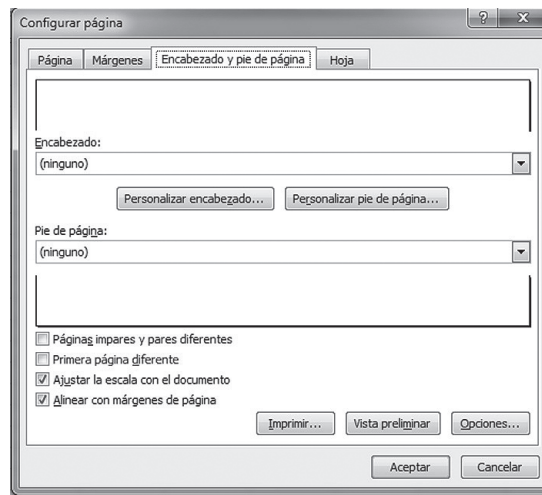 Configurar página
Página Márgenes Encabezado y pie de página Hoja
Encabezado:
(ninguno)
Personalizar encabezado... Personalizar pie de página...
Pie de página:
(ninguno)
Páginas impares y pares diferentes
Primera página diferente
Ajustar la escala con el documento
Alinear con márgenes de página
Imprimir... Vista preliminar Opciones...
Aceptar Cancelar